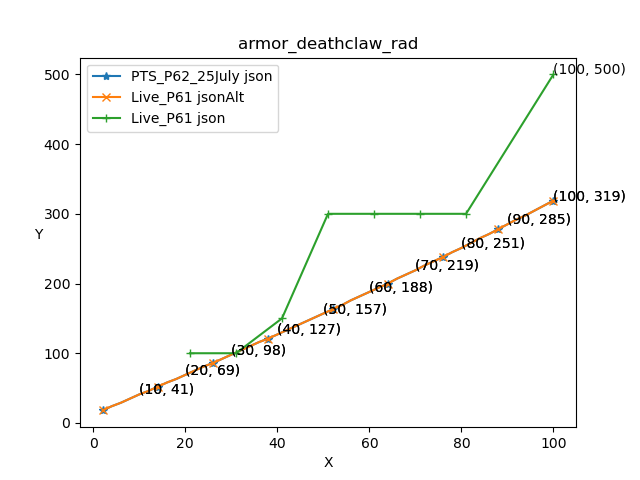 armor_deathclaw_rad
PTS_P62_25July json
Live_P61 jsonAlt
Live_P61 json
(100, 500)
(100, 319)
(90, 285)
(80, 251)
(70, 219)
(60, 188)
(50, 157)
(40, 127)
(30, 98)
(20, 69)
(10, 41)
Y
500
400
300
200
100
0
0 20 40 60 80 100
X